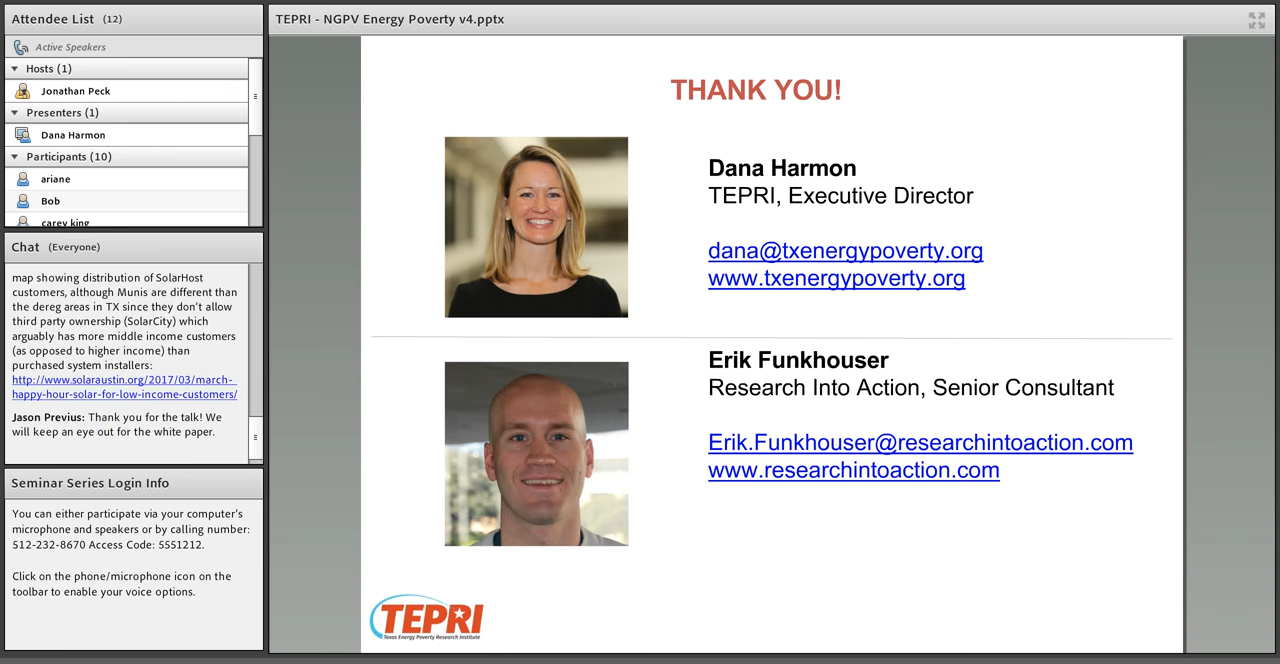 Attendee List (12)
Active Speakers
Hosts (1)
Jonathan Peck
Presenters (1)
Dana Harmon
Participants (10)
ariane
Bob
carey king
Chat (Everyone)
map showing distribution of SolarHost
customers, although Munis are different than
the dereg areas in TX since they don't allow
third party ownership (SolarCity) which
arguably has more middle income customers
(as opposed to higher income) than
purchased system installers:
http://www.solaraustin.org/2017/03/march-
happy-hour-solar-for-low-income-customers/
Jason Previus: Thank you for the talk! We
will keep an eye out for the white paper.
Seminar Series Login Info
You can either participate via your computer's
microphone and speakers or by calling number:
512-232-8670 Access Code: 5551212.
Click on the phone/microphone icon on the
toolbar to enable your voice options.
TEPRI - NGPV Energy Poverty v4.pptx
THANK YOU!
Dana Harmon
TEPRI, Executive Director
dana@txenergypoverty.org
www.txenergypoverty.org
Erik Funkhouser
Research Into Action, Senior Consultant
Erik.Funkhouser@researchintoaction.com
www.researchintoaction.com
TEPRI
Texas Energy Poverty Research Institute